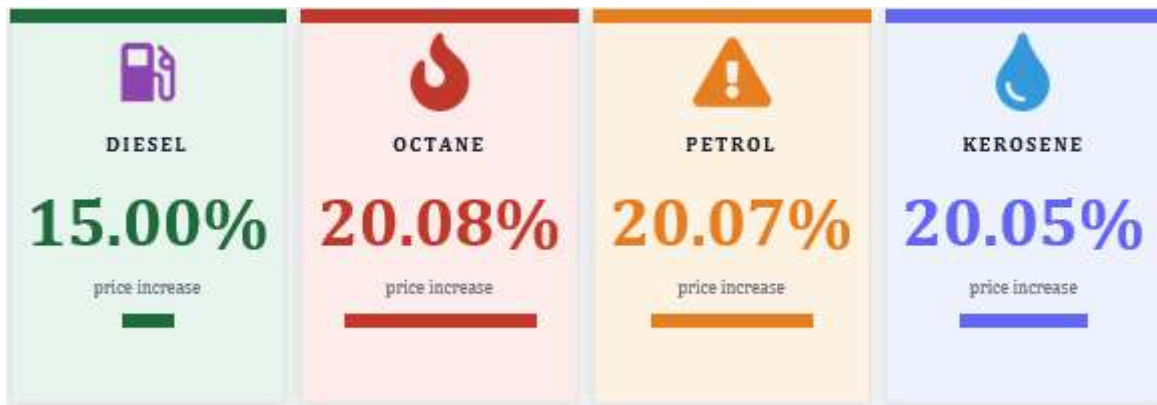 DIESEL
15.00%
price increase
OCTANE
20.08%
price increase
PETROL
20.07%
price increase
KEROSENE
20.05%
price increase